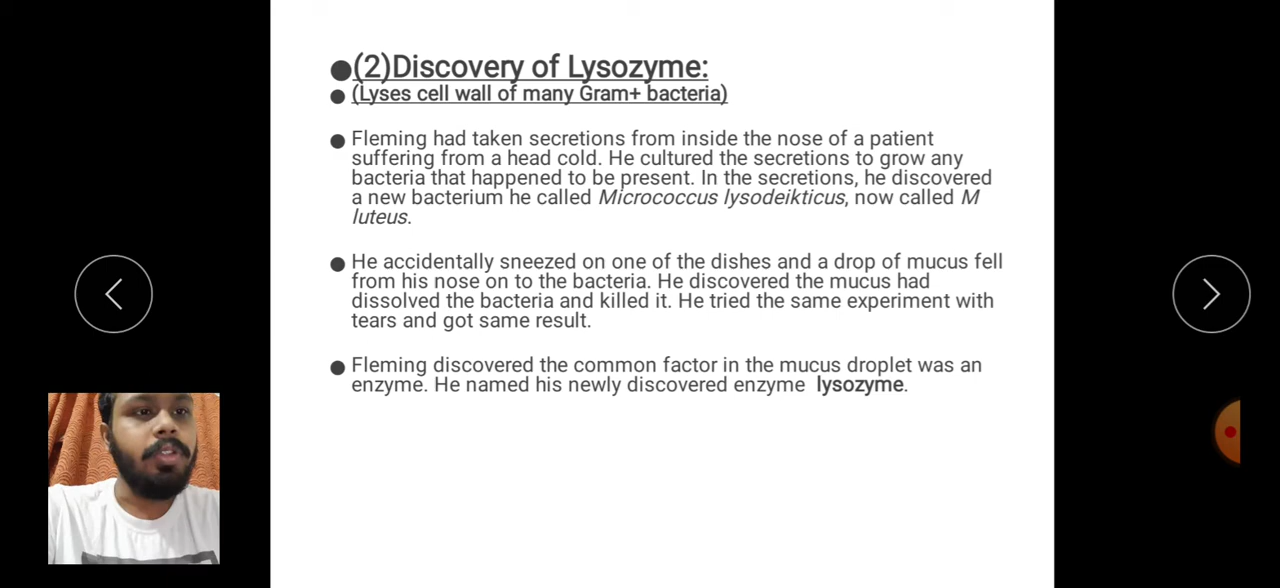 (2)Discovery of Lysozyme:
(Lyses cell wall of many Gram+ bacteria)
Fleming had taken secretions from inside the nose of a patient
suffering from a head cold. He cultured the secretions to grow any
bacteria that happened to be present. In the secretions, he discovered
a new bacterium he called Micrococcus lysodeikticus, now called M
luteus.
He accidentally sneezed on one of the dishes and a drop of mucus fell
from his nose on to the bacteria. He discovered the mucus had
dissolved the bacteria and killed it. He tried the same experiment with
tears and got same result.
Fleming discovered the common factor in the mucus droplet was an
enzyme. He named his newly discovered enzyme lysozyme.